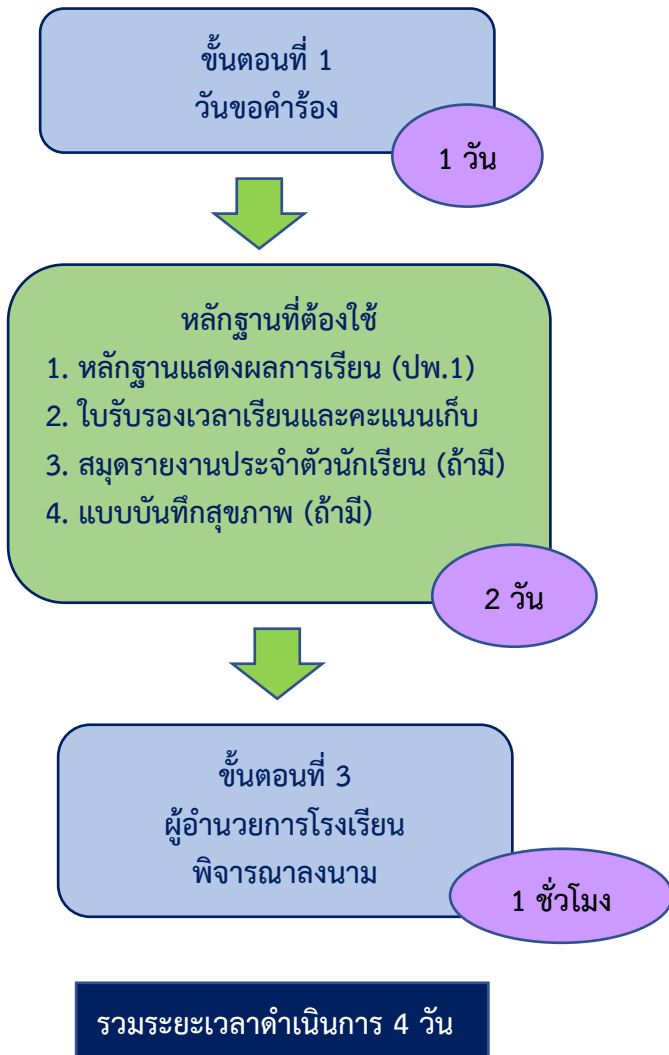 ขั้นตอนที่ 1
วันขอคำร้อง
1 วัน
หลักฐานที่ต้องใช้
1. หลักฐานแสดงผลการเรียน (ปพ.1)
2. ใบรับรองเวลาเรียนและคะแนนเก็บ
3. สมุดรายงานประจำตัวนักเรียน (ถ้ามี)
4. แบบบันทึกสุขภาพ (ถ้ามี)
2 วัน
ขั้นตอนที่ 3
ผู้อำนวยการโรงเรียน
พิจารณาลงนาม
1 ชั่วโมง
รวมระยะเวลาดำเนินการ 4 วัน